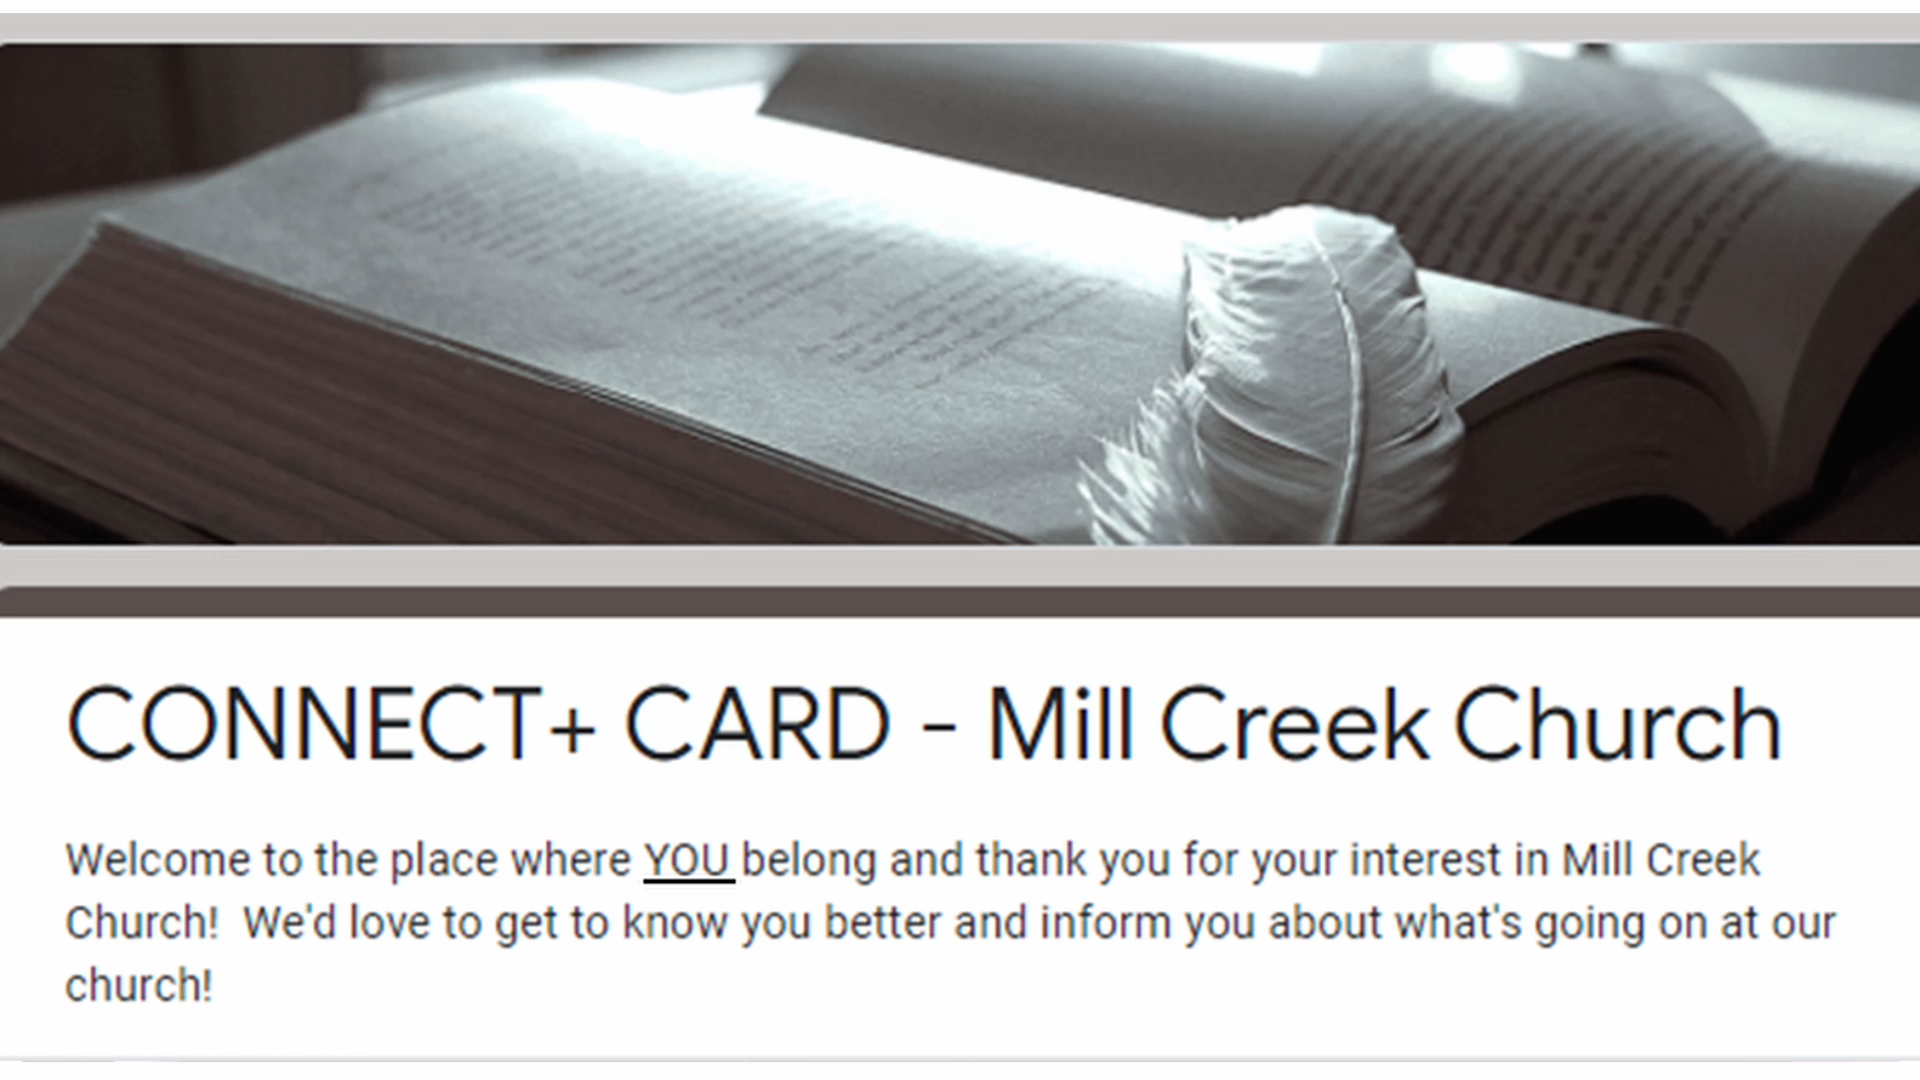 CONNECT+ CARD - Mill Creek Church
Welcome to the place where YOU belong and thank you for your interest in Mill Creek
Church!  We'd love to get to know you better and inform you about what's going on at our
church!